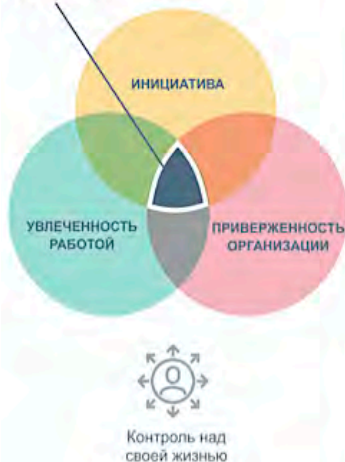 ИНИЦИАТИВА
УВЛЕЧЕННОСТЬ
РАБОТОЙ
ПРИВЕРЖЕННОСТЬ
ОРГАНИЗАЦИИ
Контроль над
своей жизнью